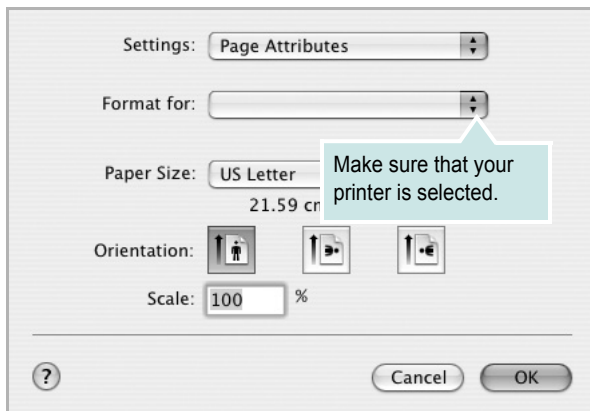 Settings: Page Attributes
Format for:
Make sure that your
printer is selected.
Paper Size: US Letter
21.59 cm
Orientation:
Scale: 100 %
? Cancel OK